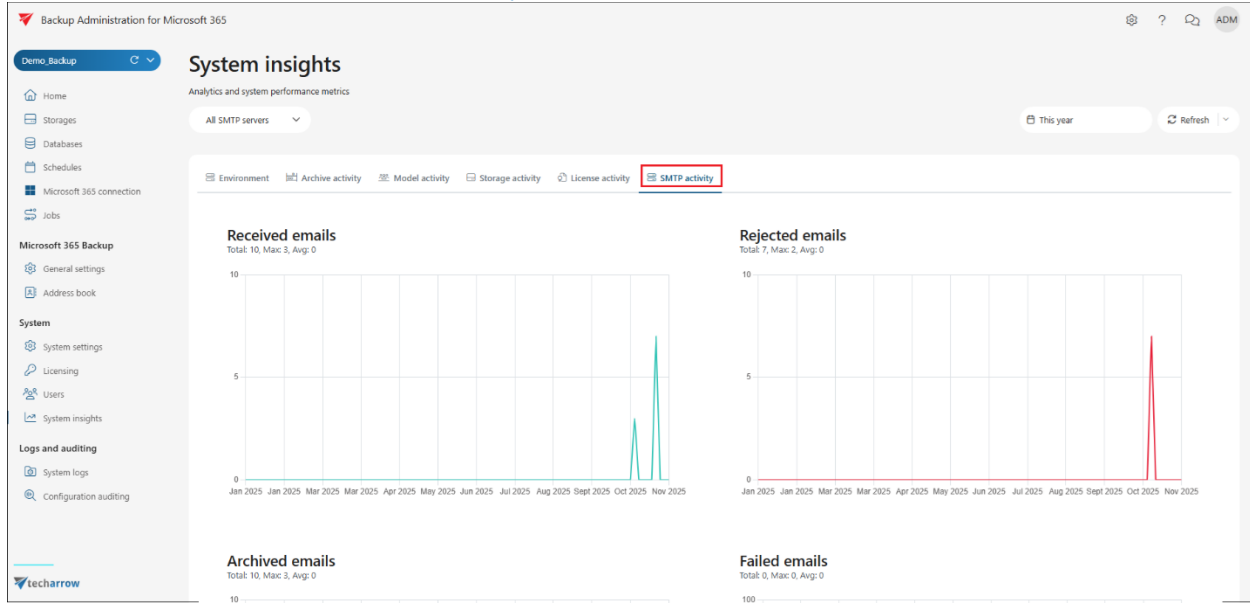 Backup Administration for Microsoft 365
ADM
Demo_Backup
Home
Storages
Databases
Schedules
Microsoft 365 connection
Jobs
Microsoft 365 Backup
General settings
Address book
System
System settings
Licensing
Users
System insights
Logs and auditing
System logs
Configuration auditing
techarrow
System insights
Analytics and system performance metrics
All SMTP servers
This year
Refresh
Environment Archive activity Model activity Storage activity License activity SMTP activity
Received emails
Total: 10, Max: 3, Avg: 0
10
5
0
Jan 2025 Jan 2025 Mar 2025 Mar 2025 Apr 2025 May 2025 Jun 2025 Jul 2025 Aug 2025 Sept 2025 Oct 2025 Nov 2025
Rejected emails
Total: 7, Max: 2, Avg: 0
10
5
0
Jan 2025 Jan 2025 Mar 2025 Mar 2025 Apr 2025 May 2025 Jun 2025 Jul 2025 Aug 2025 Sept 2025 Oct 2025 Nov 2025
Archived emails
Total: 10, Max: 3, Avg: 0
10
Failed emails
Total: 0, Max: 0, Avg: 0
100